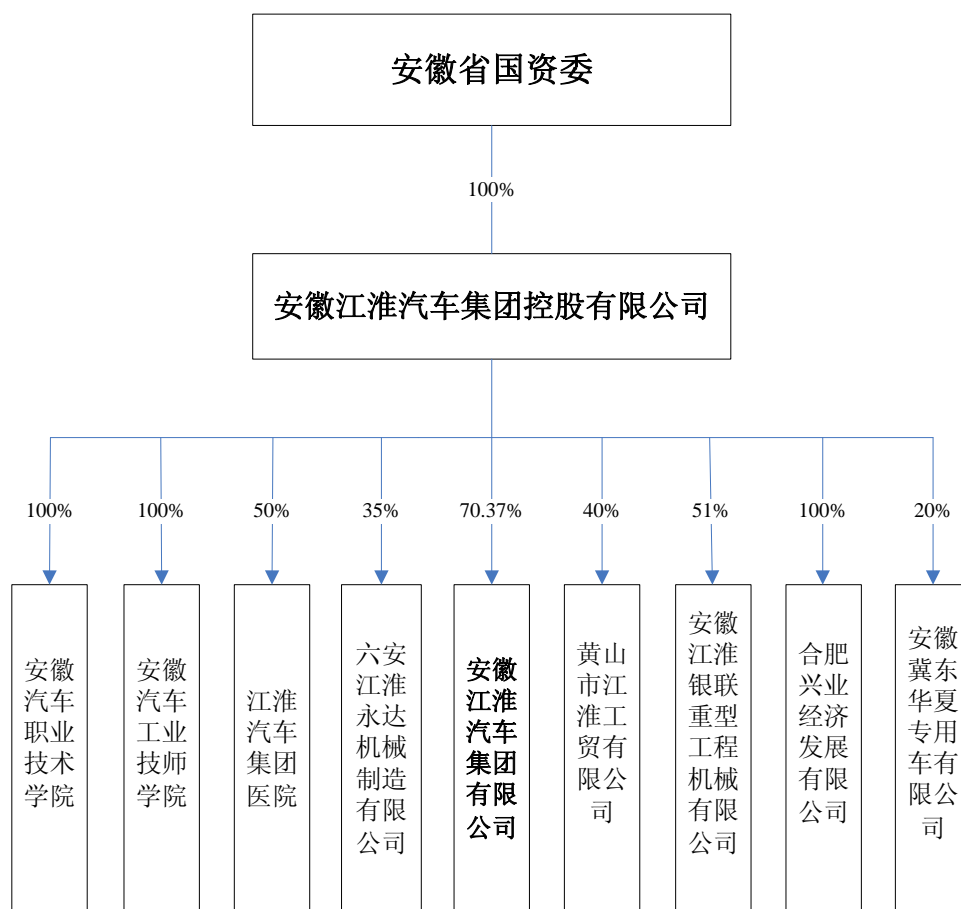 安徽省国资委
100%
安徽江淮汽车集团控股有限公司
100%
100%
50%
35%
70.37%
40%
51%
100%
20%
安徽
汽车
职业
技术
学院
安徽
汽车
工业
技师
学院
江淮
汽车
集团
医院
六安
江淮
永达
机械
制造
有限
公司
安徽
江淮
汽车
集团
有限
公司
黄山
市江
淮工
贸有
限公
司
安徽
江淮
银联
重型
工程
机械
有限
公司
合肥
兴业
经济
发展
有限
公司
安徽
冀东
华夏
专用
车有
限公
司